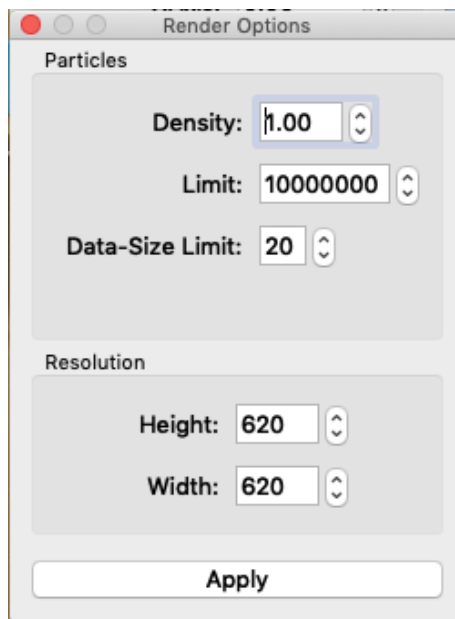 Render Options
Particles
Density: 1.00
Limit: 10000000
Data-Size Limit: 20
Resolution
Height: 620
Width: 620
Apply